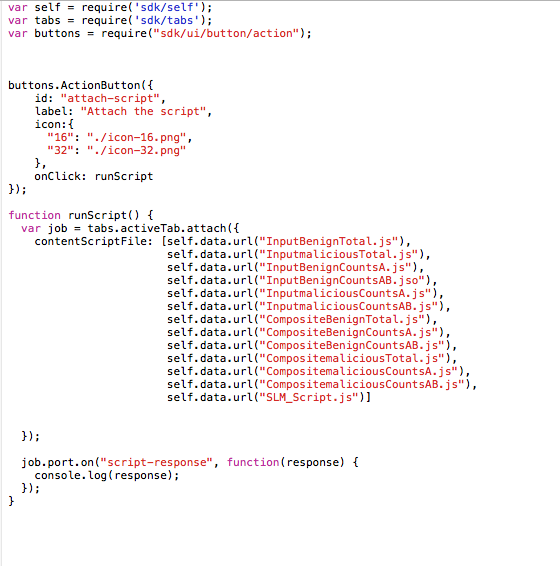 var self = require('sdk/self');
var tabs = require('sdk/tabs');
var buttons = require("sdk/ui/button/action");
buttons.ActionButton({
    id: "attach-script",
    label: "Attach the script",
    icon:{
      "16": "./icon-16.png",
      "32": "./icon-32.png"
    },
    onClick: runScript
});
function runScript() {
  var job = tabs.activeTab.attach({
    contentScriptFile: [self.data.url("InputBenignTotal.js"),
                        self.data.url("InputmaliciousTotal.js"),
                        self.data.url("InputBenignCountsA.js"),
                        self.data.url("InputBenignCountsAB.jso"),
                        self.data.url("InputmaliciousCountsA.js"),
                        self.data.url("InputmaliciousCountsAB.js"),
                        self.data.url("CompositeBenignTotal.js"),
                        self.data.url("CompositeBenignCountsA.js"),
                        self.data.url("CompositeBenignCountsAB.js"),
                        self.data.url("CompositemaliciousTotal.js"),
                        self.data.url("CompositemaliciousCountsA.js"),
                        self.data.url("CompositemaliciousCountsAB.js"),
                        self.data.url("SLM_Script.js")]
  });
  job.port.on("script-response", function(response) {
    console.log(response);
  });
}